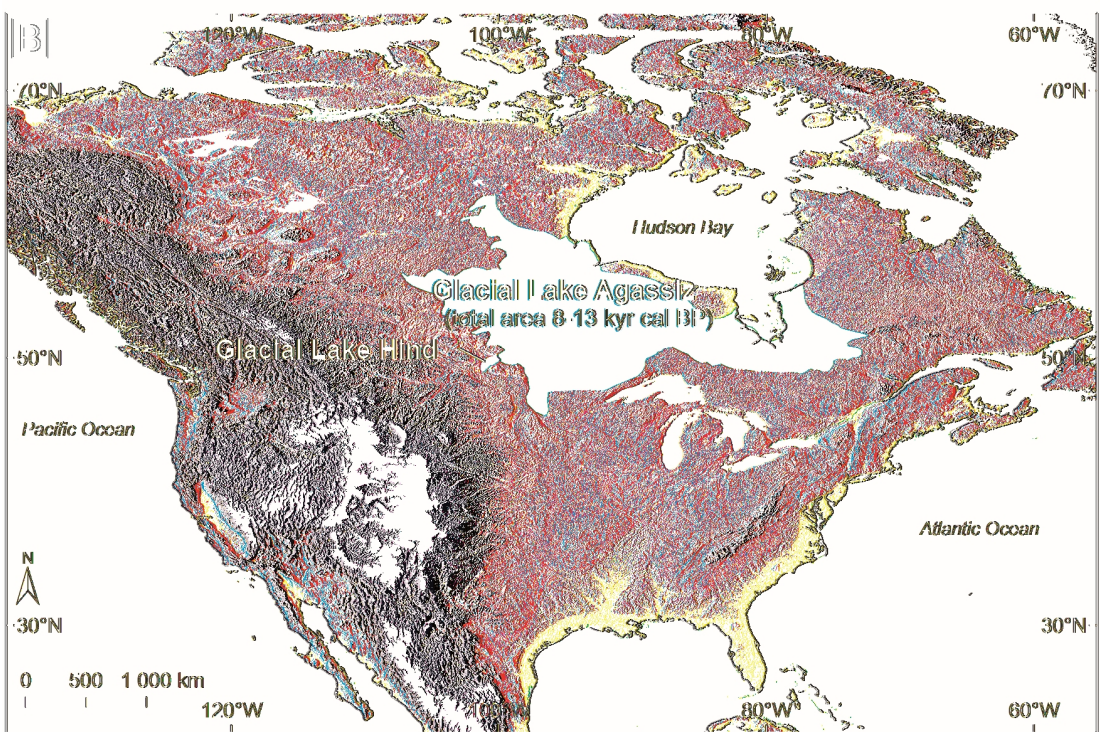 B
120°W 100°W 80°W 60°W
70°N 70°N
Hudson Bay
Glacial Lake Agassiz
(total area 8-13 kyr cal BP)
Glacial Lake Hind
50°N 50°N
Pacific Ocean
Atlantic Ocean
N
30°N 30°N
0 500 1 000 km
120°W 100°W 80°W 60°W